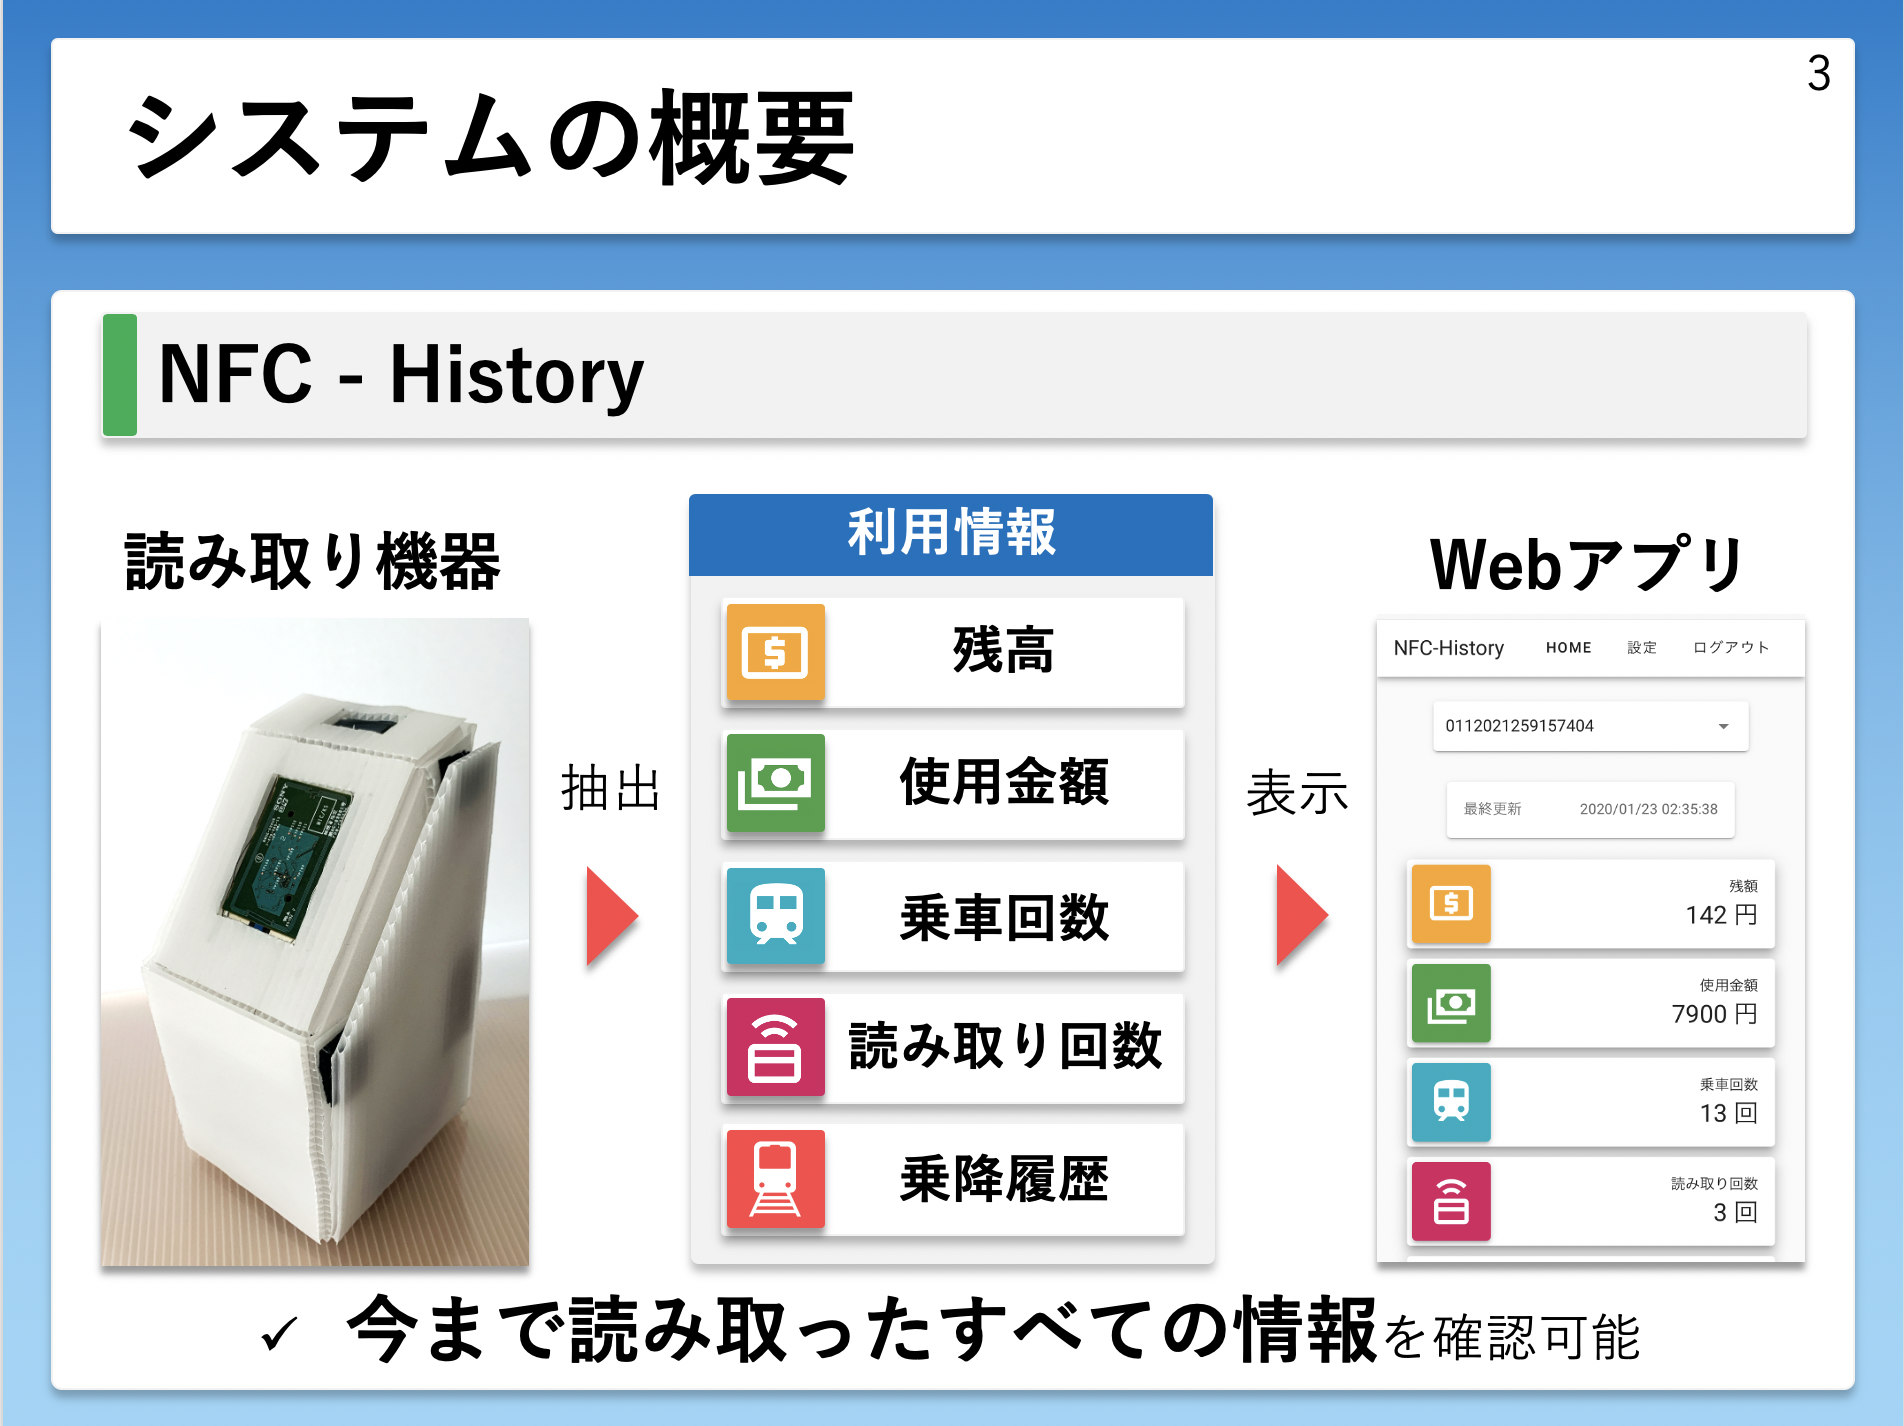 3
システムの概要
NFC - History
読み取り機器
SONY
抽出
利用情報
残高
使用金額
乗車回数
読み取り回数
乗降履歴
表示
Webアプリ
NFC-History HOME 設定 ログアウト
0112021259157404
最終更新 2020/01/23 02:35:38
残額
142 円
使用金額
7900 円
乗車回数
13 回
読み取り回数
3 回
✓ 今まで読み取ったすべての情報を確認可能